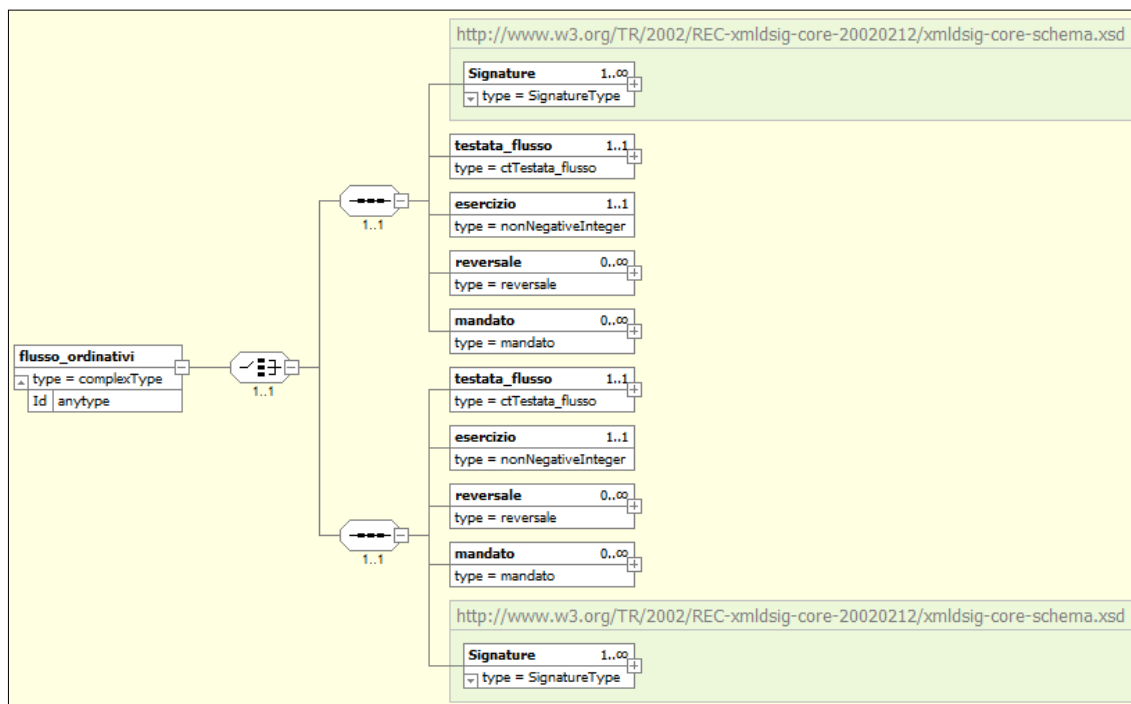 http://www.w3.org/TR/2002/REC-xmldsig-core-20020212/xmldsig-core-schema.xsd
Signature 1..∞
type = SignatureType
testata_flusso 1..1
type = ctTestata_flusso
esercizio 1..1
type = nonNegativeInteger
1..1
reversale 0..∞
type = reversale
mandato 0..∞
type = mandato
flusso_ordinativi
type = complexType
Id anytype
1..1
testata_flusso 1..1
type = ctTestata_flusso
esercizio 1..1
type = nonNegativeInteger
reversale 0..∞
type = reversale
1..1
mandato 0..∞
type = mandato
http://www.w3.org/TR/2002/REC-xmldsig-core-20020212/xmldsig-core-schema.xsd
Signature 1..∞
type = SignatureType